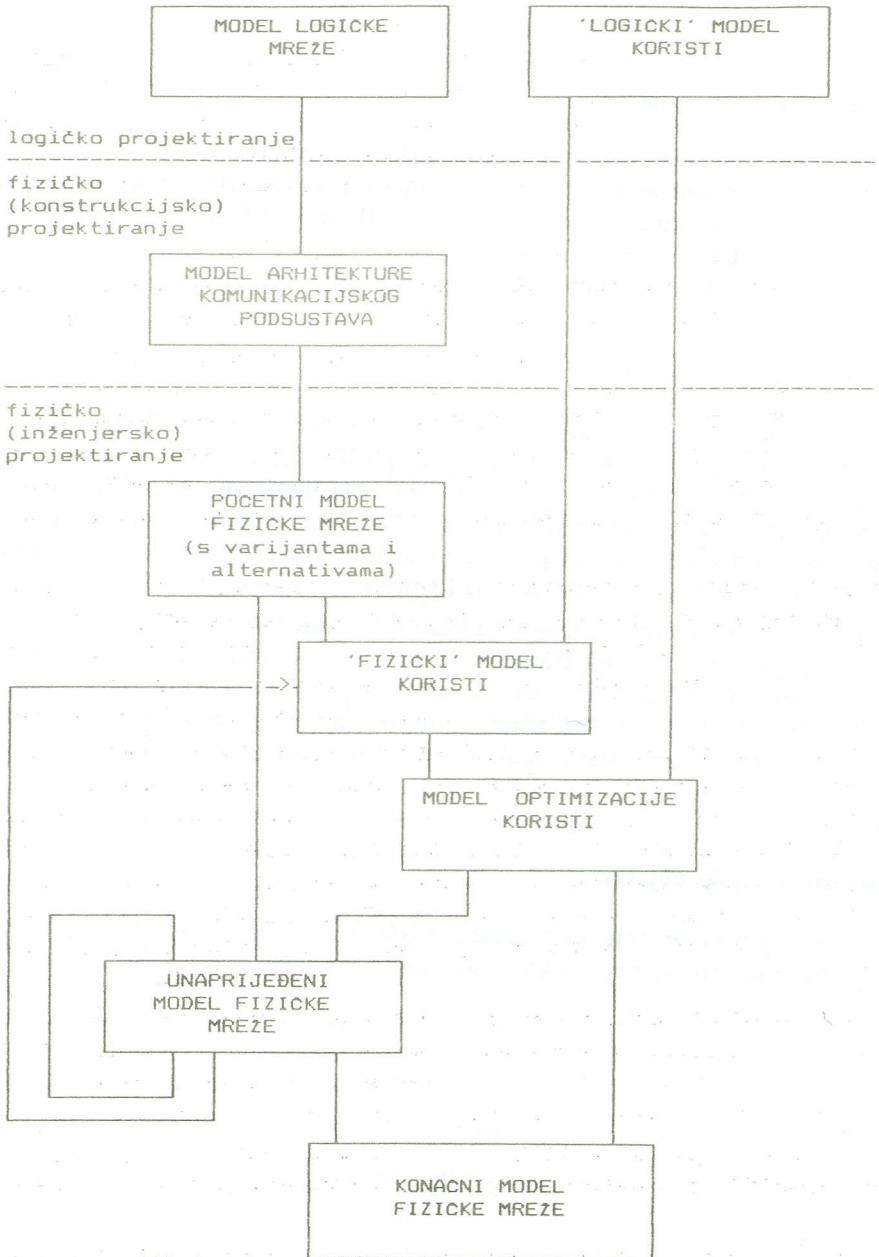 MODEL LOGICKE
MREŽE
'LOGICKI' MODEL
KORISTI
logičko projektiranje
fizičko
(konstrukcijsko)
projektiranje
MODEL ARHITEKTURE
KOMUNIKACIJSKOG
PODSUSTAVA
fizičko
(inženjersko)
projektiranje
POCETNI MODEL
FIZICKE MREŽE
(s varijantama i
alternativama)
'FIZICKI' MODEL
KORISTI
MODEL OPTIMIZACIJE
KORISTI
UNAPRIJEĐENI
MODEL FIZICKE
MREŽE
KONACNI MODEL
FIZICKE MREŽE